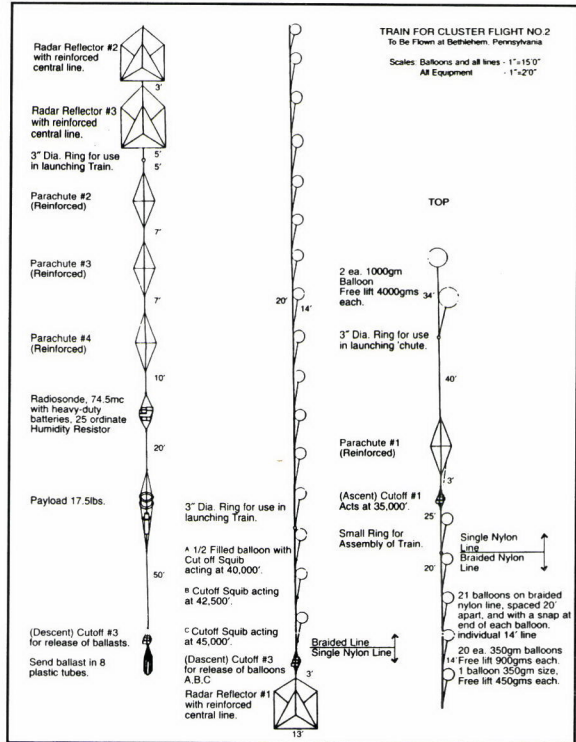 TRAIN FOR CLUSTER FLIGHT NO.2
To Be Flown at Bethlehem, Pennsylvania
Scales: Balloons and all lines - 1"=15'0"
All Equipment - 1"=2'0"
Radar Reflector #2
with reinforced
central line.
3'
Radar Reflector #3
with reinforced
central line.
5'
3" Dia. Ring for use
in launching Train.
5'
Parachute #2
(Reinforced)
7'
Parachute #3
(Reinforced)
7'
Parachute #4
(Reinforced)
10'
Radiosonde, 74.5mc
with heavy-duty
batteries, 25 ordinate
Humidity Resistor
20'
Payload 17.5lbs.
50'
(Descent) Cutoff #3
for release of ballasts.
Send ballast in 8
plastic tubes.
20'
14'
3" Dia. Ring for use in
launching Train.
A 1/2 Filled balloon with
Cut off Squib
acting at 40,000'.
B Cutoff Squib acting
at 42,500'.
C Cutoff Squib acting
at 45,000'.
Braided Line
Single Nylon Line
(Dascent) Cutoff #3
for release of balloons
A,B,C
3'
Radar Reflector #1
with reinforced
central line.
13'
TOP
2 ea. 1000gm
Balloon
Free lift 4000gms
each.
34'
3" Dia. Ring for use
in launching 'chute.
40'
Parachute #1
(Reinforced)
3'
(Ascent) Cutoff #1
Acts at 35,000'.
25'
Small Ring for
Assembly of Train.
Single Nylon
Line
Braided Nylon
Line
20'
21 balloons on braided
nylon line, spaced 20'
apart, and with a snap at
end of each balloon.
individual 14' line
20 ea. 350gm balloons
14' Free lift 900gms each.
1 balloon 350gm size,
Free lift 450gms each.